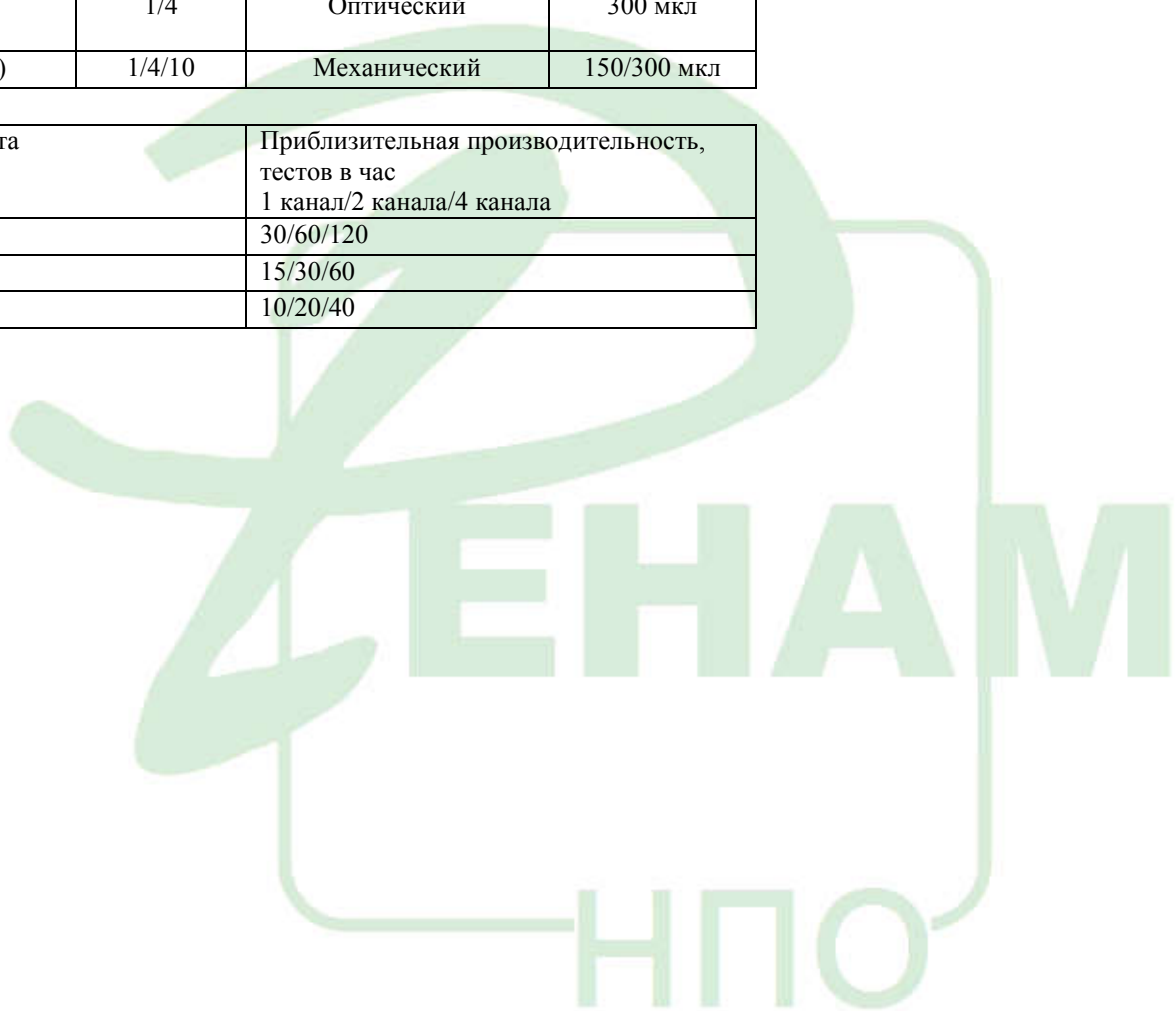 1/4 Оптический 300 мкл
) 1/4/10 Механический 150/300 мкл
та Приблизительная производительность,
тестов в час
1 канал/2 канала/4 канала
30/60/120
15/30/60
10/20/40
РЕНАМ
НПО